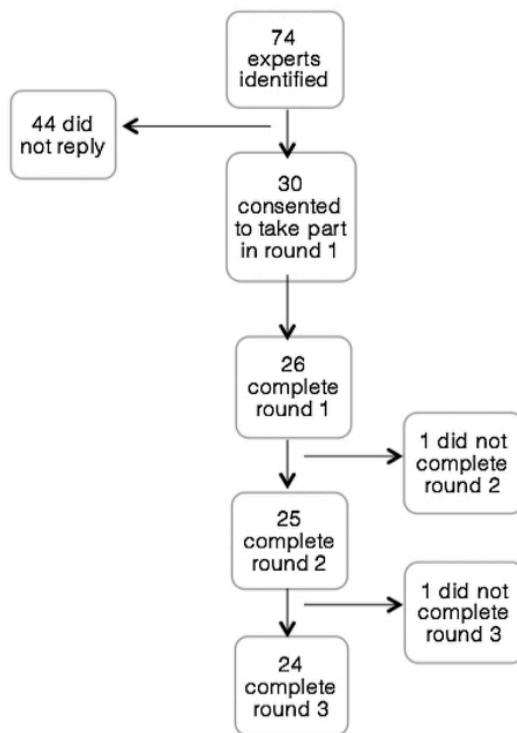 74
experts
identified
44 did
not reply
30
consented
to take part
in round 1
26
complete
round 1
1 did not
complete
round 2
25
complete
round 2
1 did not
complete
round 3
24
complete
round 3